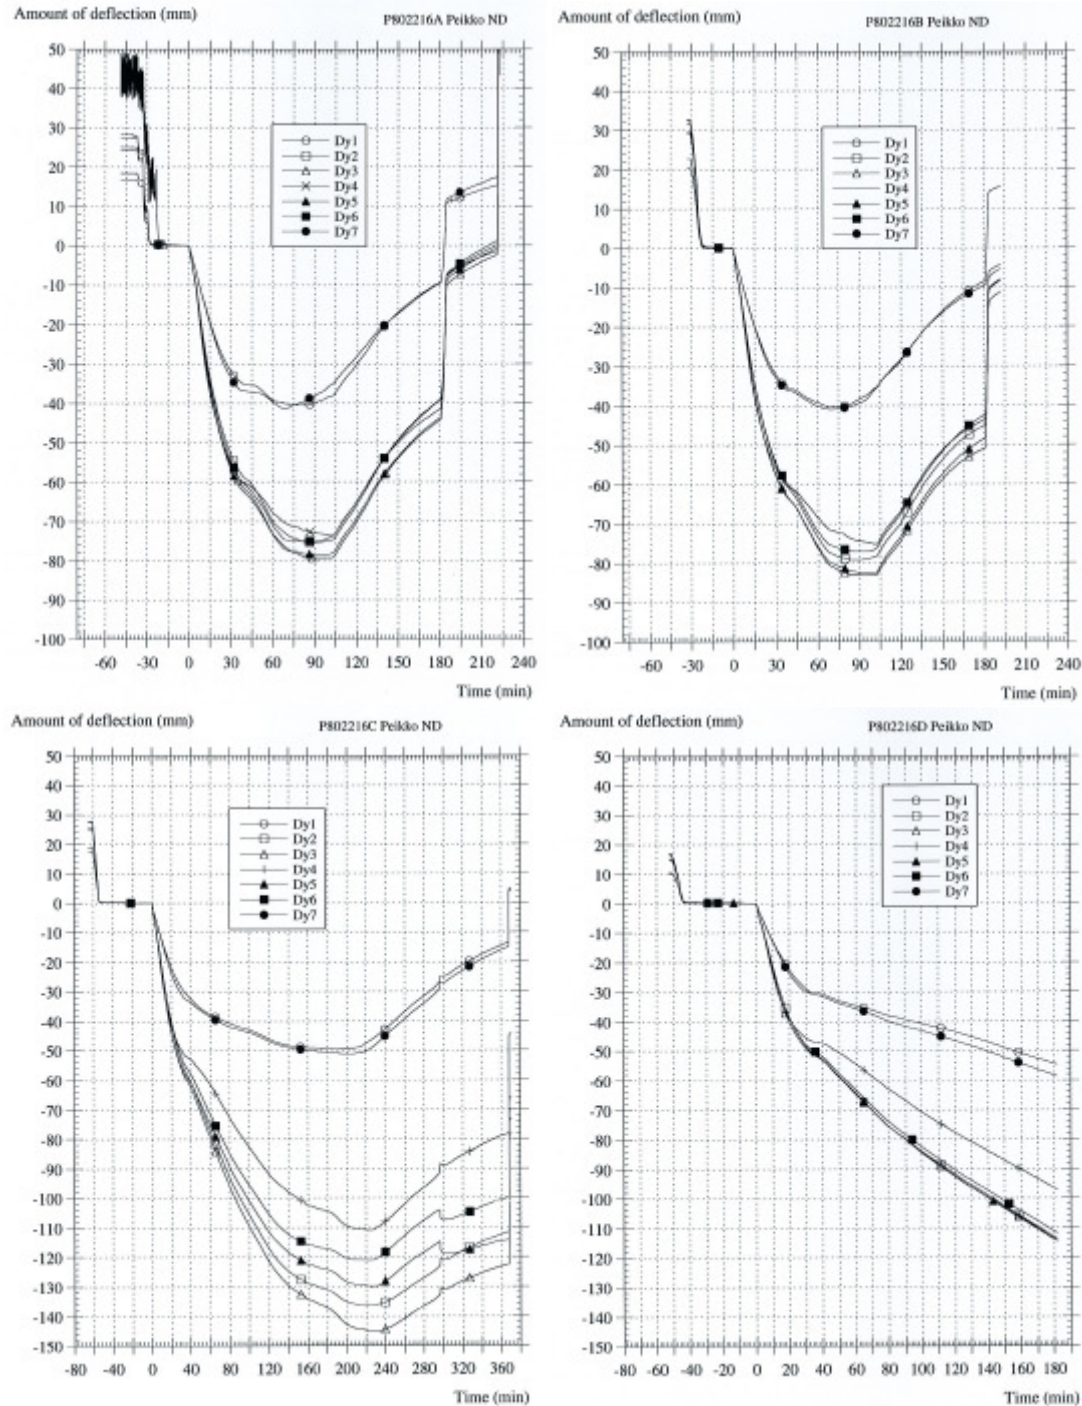 Amount of deflection (mm)
P802216A Peikko ND
50
40
30
20
10
0
-10
-20
-30
-40
-50
-60
-70
-80
-90
-100
Dy1
Dy2
Dy3
Dy4
Dy5
Dy6
Dy7
-60 -30 0 30 60 90 120 150 180 210 240
Time (min)
Amount of deflection (mm)
P802216B Peikko ND
50
40
30
20
10
0
-10
-20
-30
-40
-50
-60
-70
-80
-90
-100
Dy1
Dy2
Dy3
Dy4
Dy5
Dy6
Dy7
-60 -30 0 30 60 90 120 150 180 210 240
Time (min)
Amount of deflection (mm)
P802216C Peikko ND
50
40
30
20
10
0
-10
-20
-30
-40
-50
-60
-70
-80
-90
-100
-110
-120
-130
-140
-150
Dy1
Dy2
Dy3
Dy4
Dy5
Dy6
Dy7
-80 -40 0 40 80 120 160 200 240 280 320 360
Time (min)
Amount of deflection (mm)
P802216D Peikko ND
50
40
30
20
10
0
-10
-20
-30
-40
-50
-60
-70
-80
-90
-100
-110
-120
-130
-140
-150
Dy1
Dy2
Dy3
Dy4
Dy5
Dy6
Dy7
-80 -60 -40 -20 0 20 40 60 80 100 120 140 160 180
Time (min)